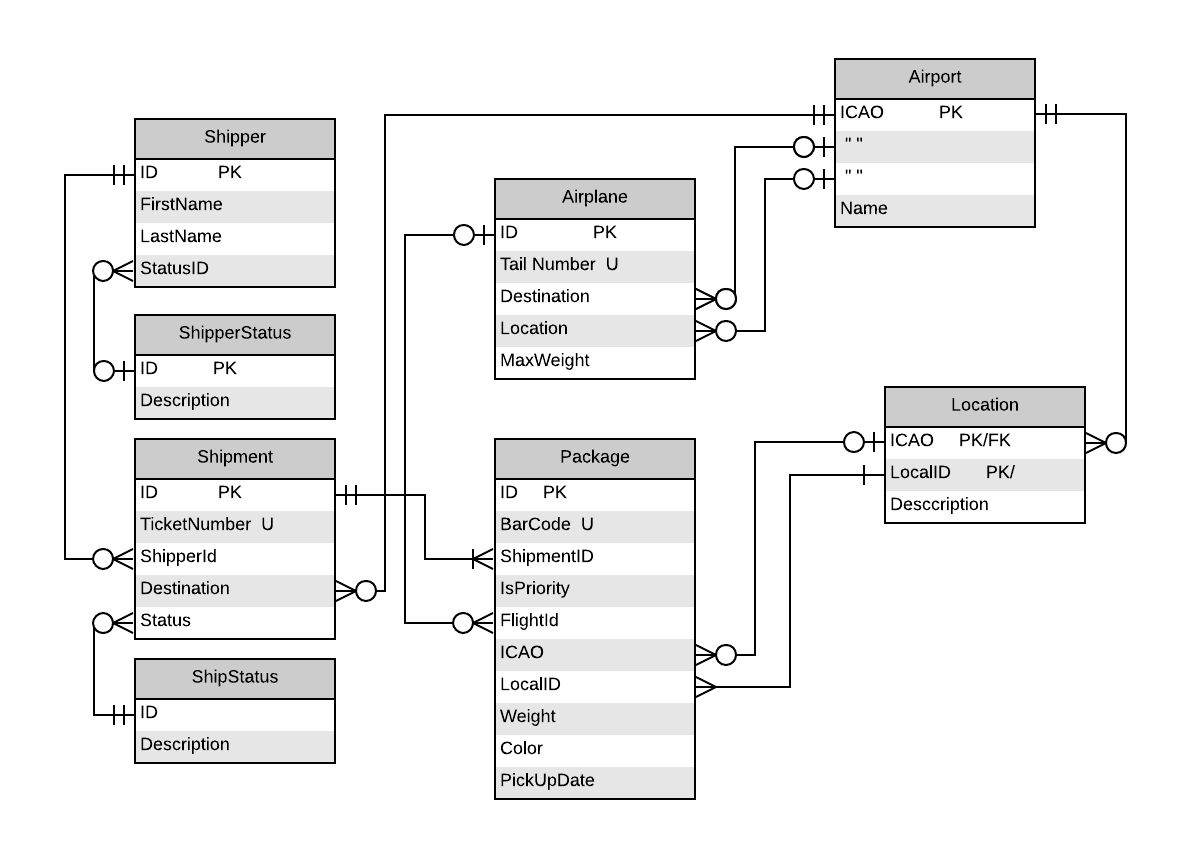 Airport
ICAO PK
" "
" "
Name
Shipper
ID PK
FirstName
LastName
StatusID
Airplane
ID PK
Tail Number U
Destination
Location
MaxWeight
ShipperStatus
ID PK
Description
Location
ICAO PK/FK
LocalID PK/
Desccription
Shipment
ID PK
TicketNumber U
ShipperId
Destination
Status
Package
ID PK
BarCode U
ShipmentID
IsPriority
FlightId
ICAO
LocalID
Weight
Color
PickUpDate
ShipStatus
ID
Description